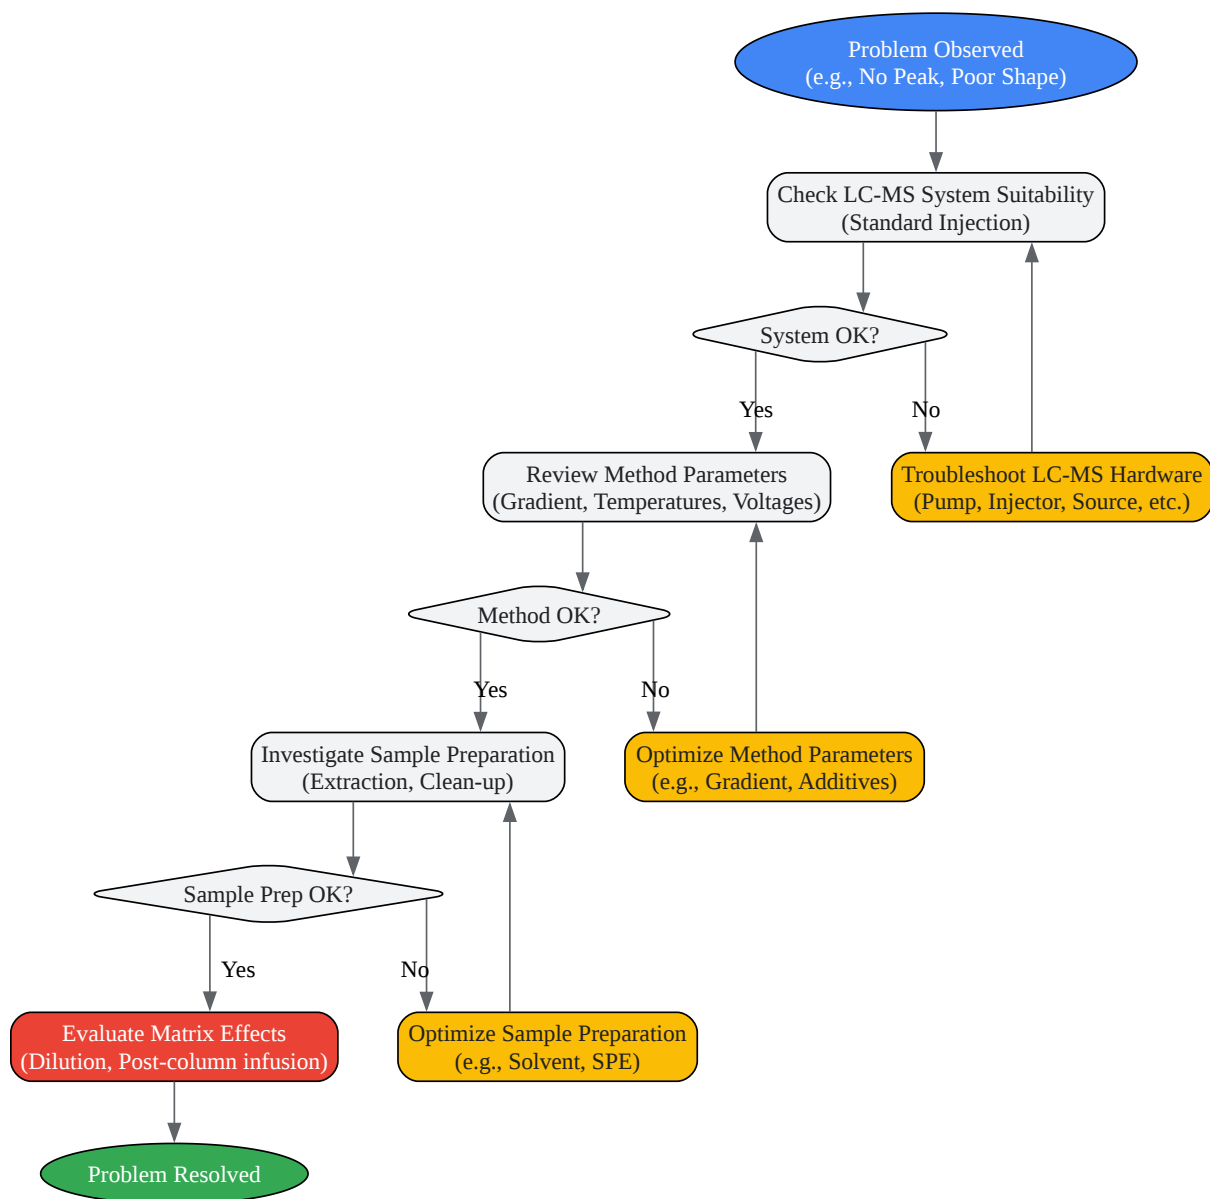 Problem Observed
(e.g., No Peak, Poor Shape)
Check LC-MS System Suitability
(Standard Injection)
System OK?
Yes
No
Review Method Parameters
(Gradient, Temperatures, Voltages)
Troubleshoot LC-MS Hardware
(Pump, Injector, Source, etc.)
Method OK?
Yes
No
Investigate Sample Preparation
(Extraction, Clean-up)
Optimize Method Parameters
(e.g., Gradient, Additives)
Sample Prep OK?
Yes
No
Evaluate Matrix Effects
(Dilution, Post-column infusion)
Optimize Sample Preparation
(e.g., Solvent, SPE)
Problem Resolved